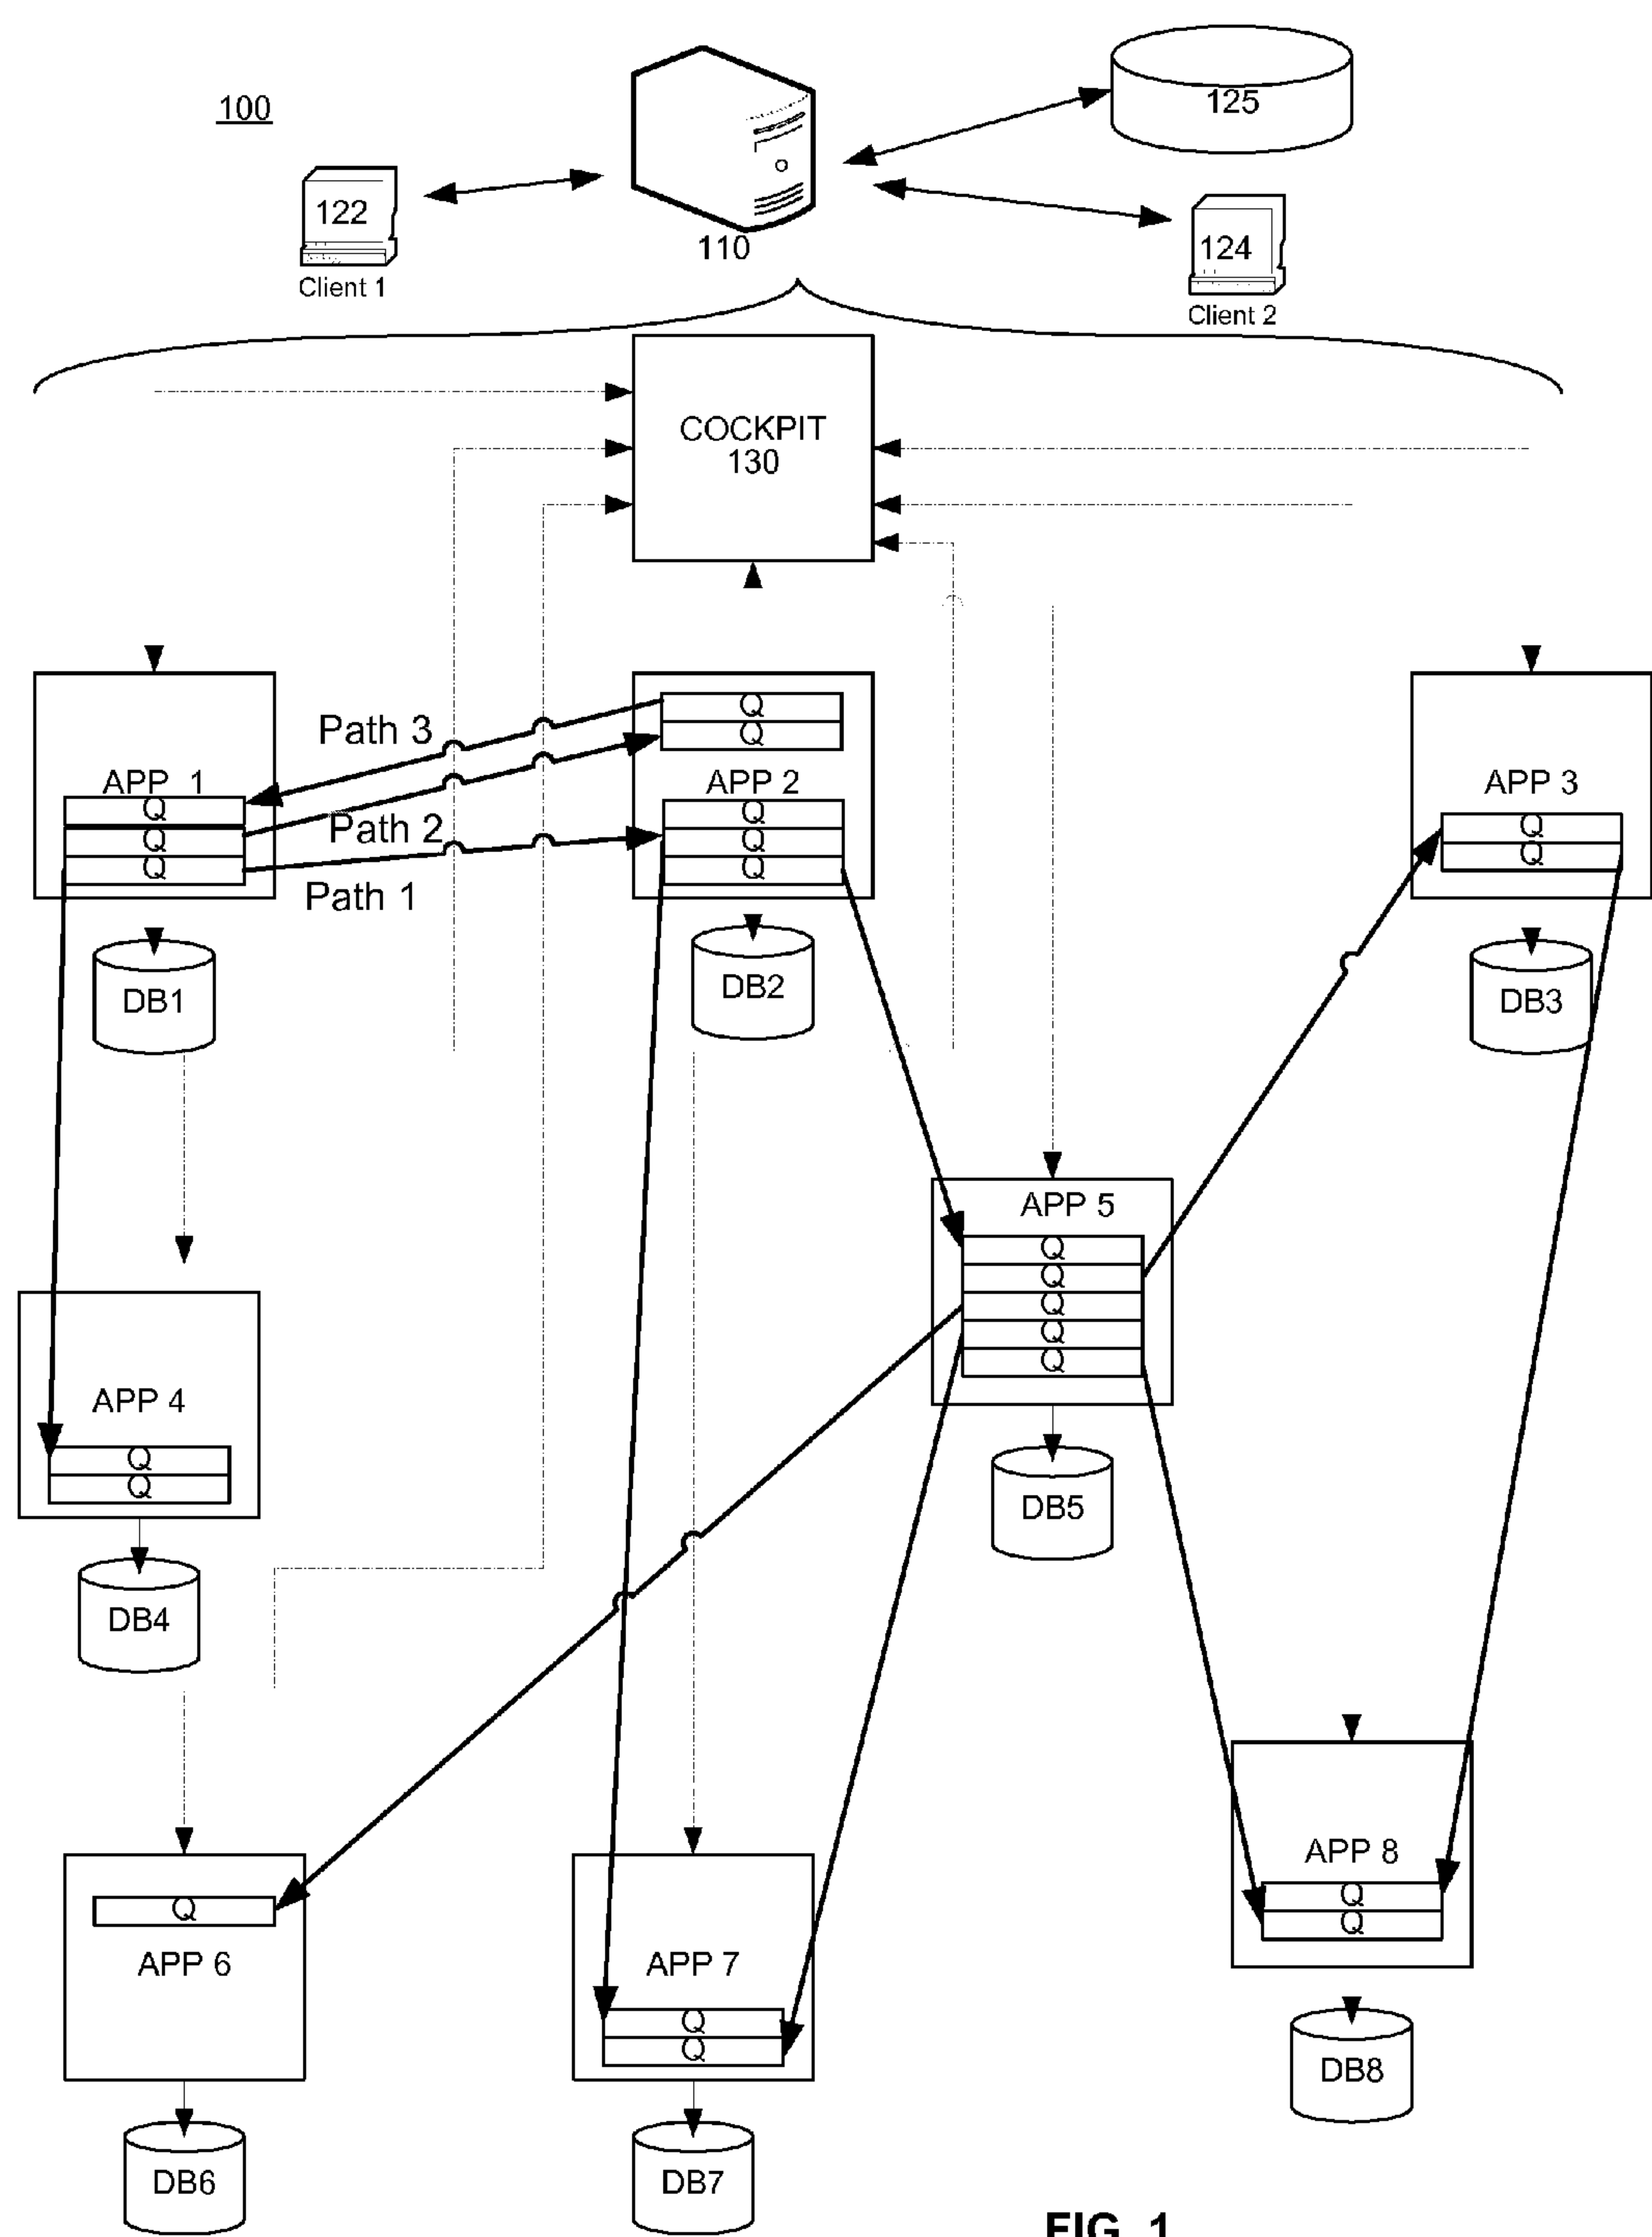 100
125
122
110
124
Client 1
Client 2
COCKPIT
130
Path 3
Q
Q
APP 1
APP 2
APP 3
Q
Q
Q
Path 2
Q
Q
Q
Q
Q
Path 1
DB1
DB2
DB3
APP 5
Q
Q
Q
Q
Q
APP 4
Q
Q
DB5
DB4
APP 8
Q
Q
Q
APP 6
APP 7
Q
Q
DB8
DB6
DB7
FIG. 1